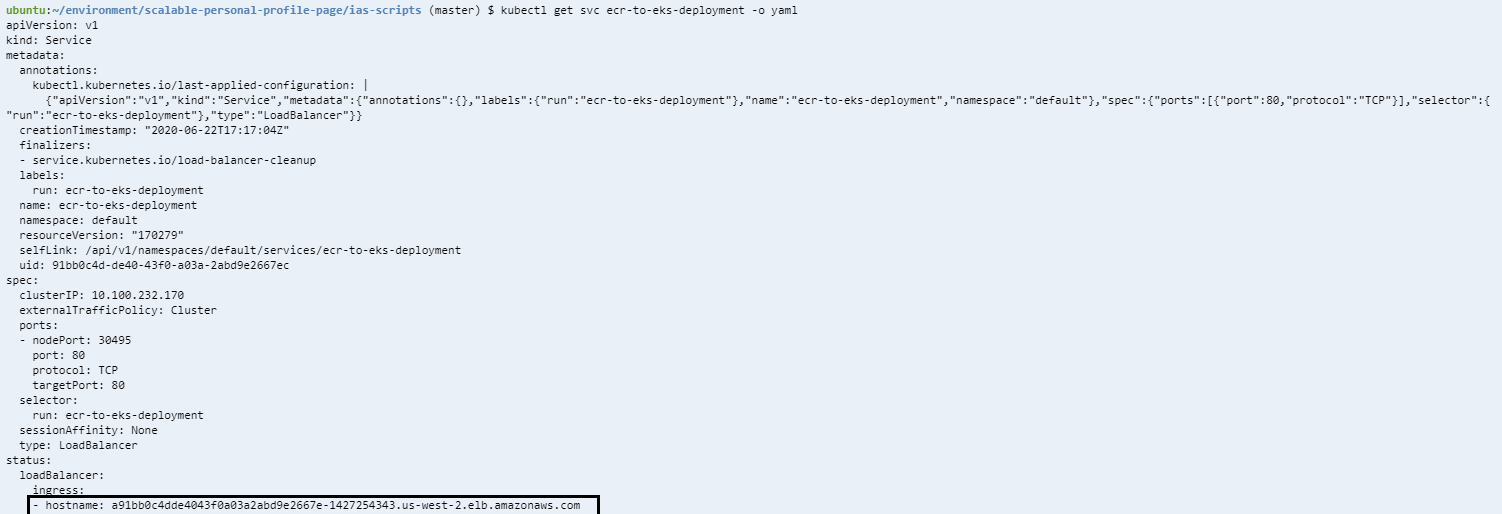 ubuntu:~/environment/scalable-personal-profile-page/ias-scripts (master) $ kubectl get svc ecr-to-eks-deployment -o yaml
apiVersion: v1
kind: Service
metadata:
  annotations:
    kubectl.kubernetes.io/last-applied-configuration: |
      {"apiVersion":"v1","kind":"Service","metadata":{"annotations":{},"labels":{"run":"ecr-to-eks-deployment"},"name":"ecr-to-eks-deployment","namespace":"default"},"spec":{"ports":[{"port":80,"protocol":"TCP"}],"selector":{
"run":"ecr-to-eks-deployment"},"type":"LoadBalancer"}}
  creationTimestamp: "2020-06-22T17:17:04Z"
  finalizers:
  - service.kubernetes.io/load-balancer-cleanup
  labels:
    run: ecr-to-eks-deployment
  name: ecr-to-eks-deployment
  namespace: default
  resourceVersion: "170279"
  selfLink: /api/v1/namespaces/default/services/ecr-to-eks-deployment
  uid: 91bb0c4d-de40-43f0-a03a-2abd9e2667ec
spec:
  clusterIP: 10.100.232.170
  externalTrafficPolicy: Cluster
  ports:
  - nodePort: 30495
    port: 80
    protocol: TCP
    targetPort: 80
  selector:
    run: ecr-to-eks-deployment
  sessionAffinity: None
  type: LoadBalancer
status:
  loadBalancer:
    ingress:
    - hostname: a91bb0c4dde4043f0a03a2abd9e2667e-1427254343.us-west-2.elb.amazonaws.com